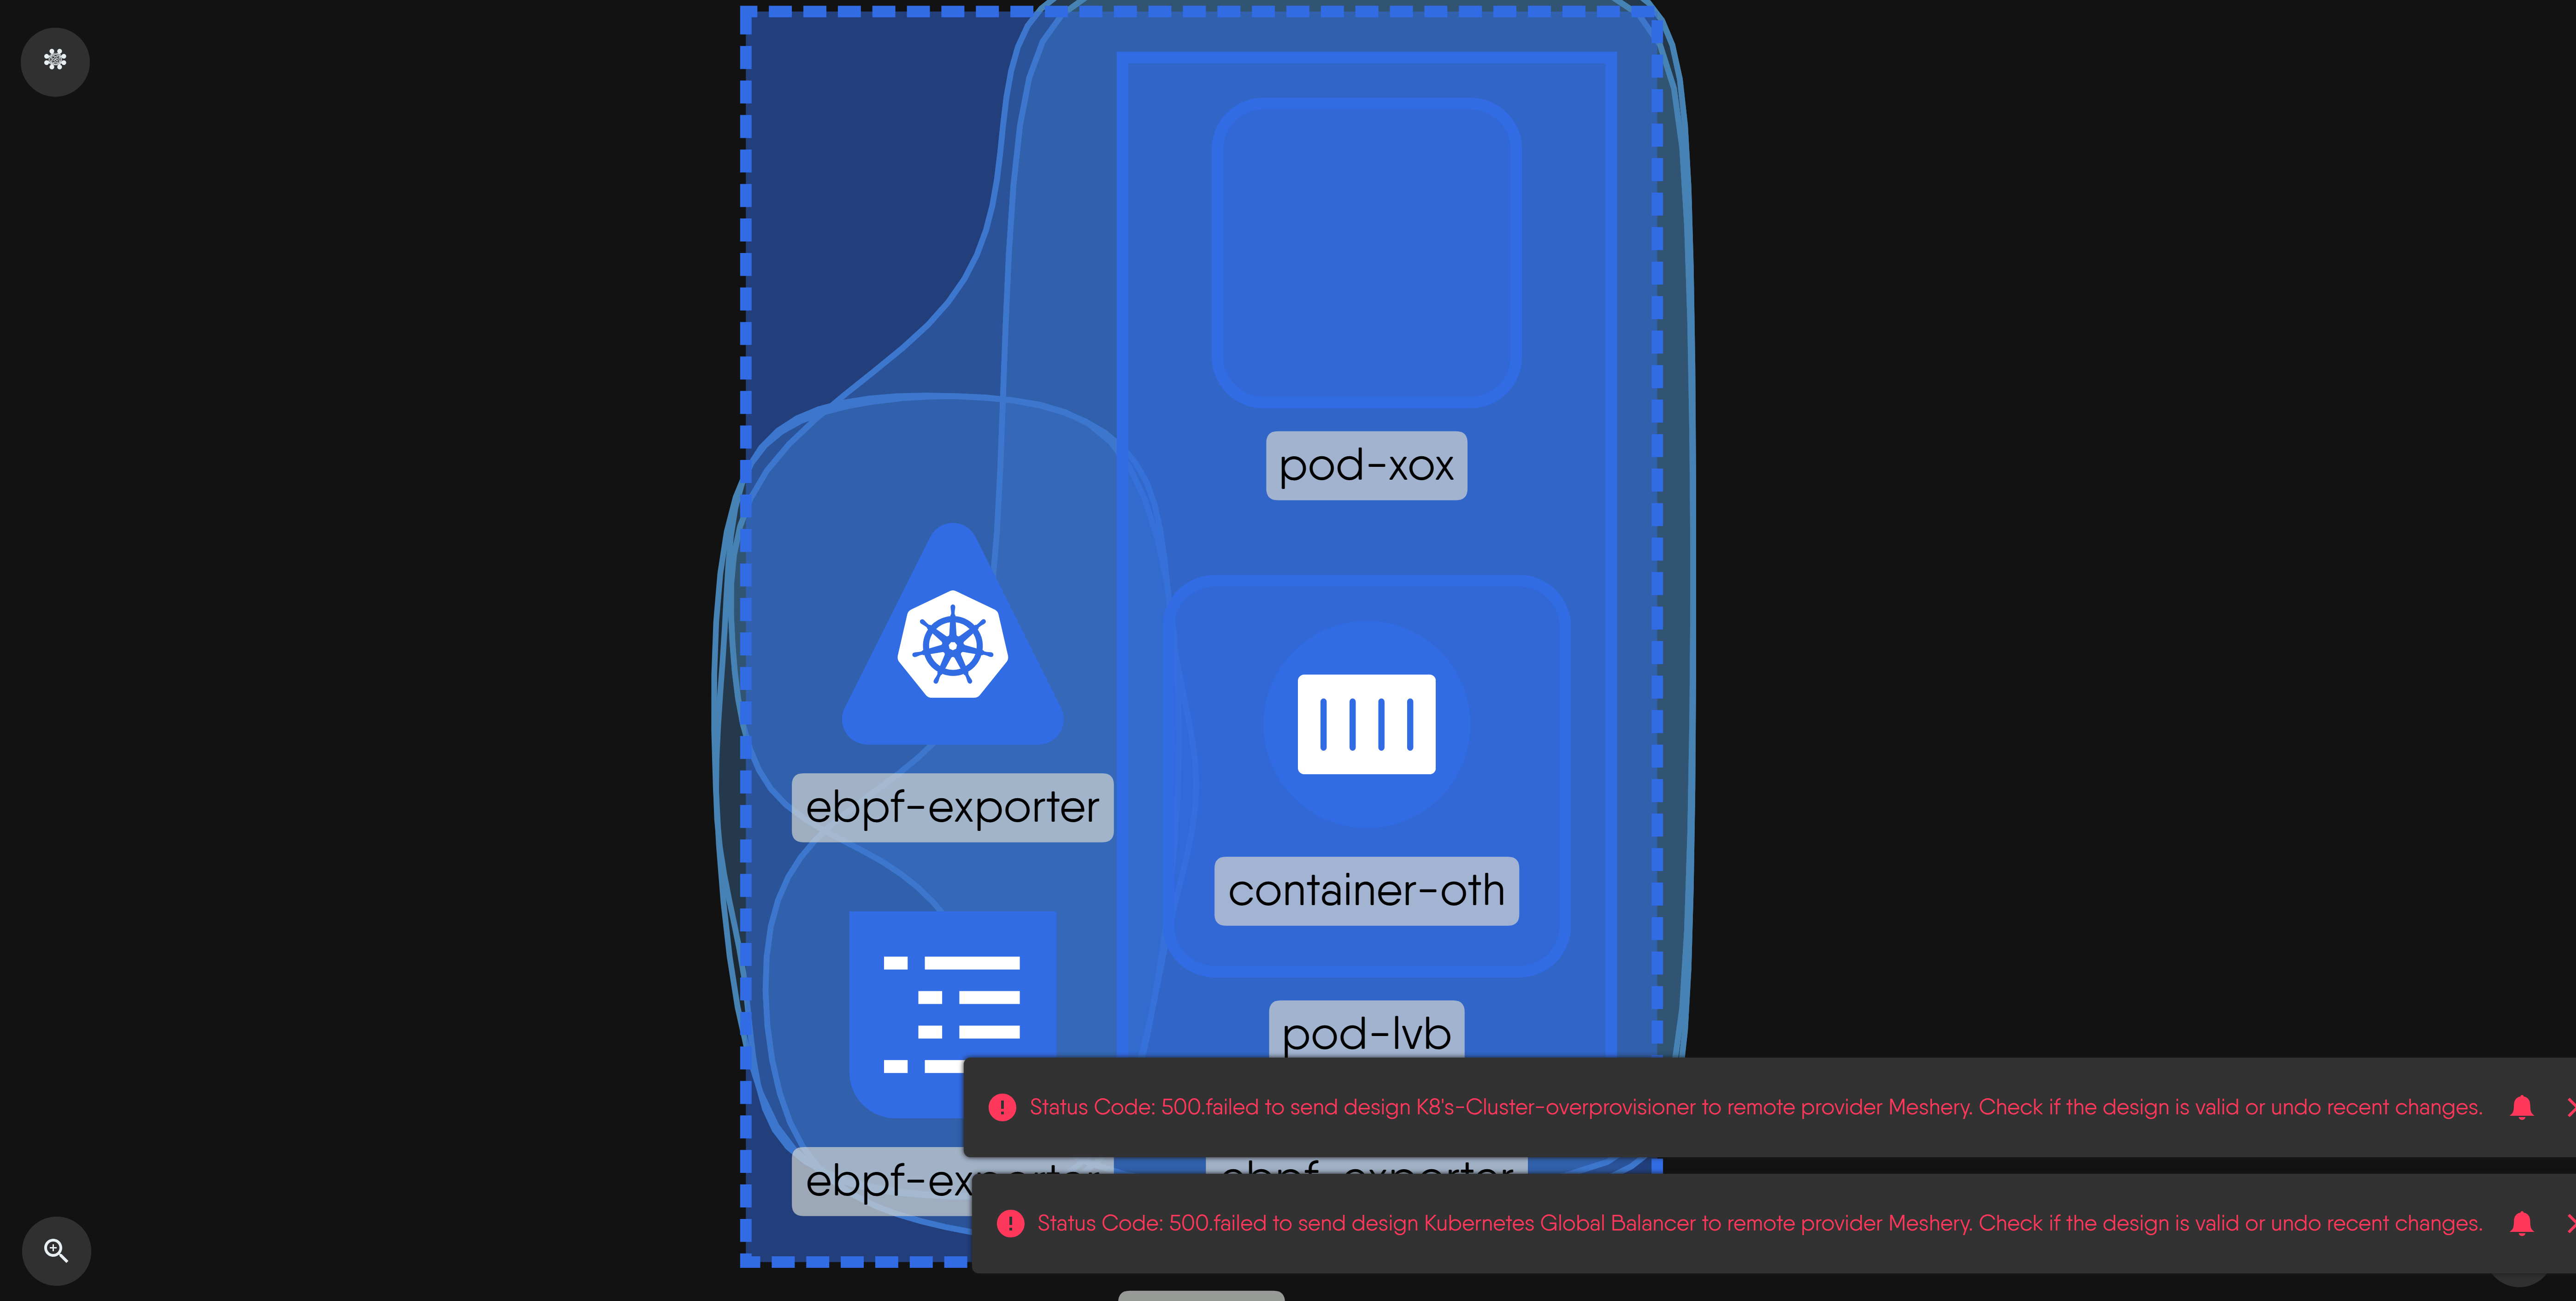 pod-xox
ebpf-exporter
container-oth
pod-lvb
Status Code: 500.failed to send design K8's-Cluster-overprovisioner to remote provider Meshery. Check if the design is valid or undo recent changes.
ebpf-exporter
ebpf-exporter
Status Code: 500.failed to send design Kubernetes Global Balancer to remote provider Meshery. Check if the design is valid or undo recent changes.